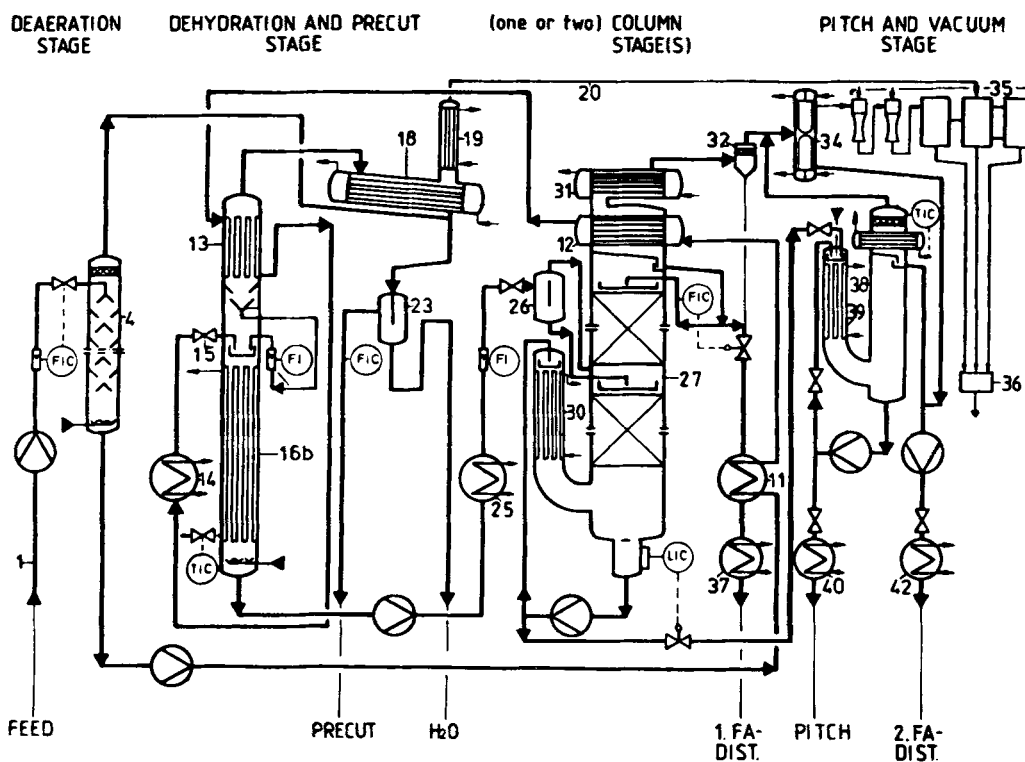 DEAERATION
STAGE
DEHYDRATION AND PRECUT
STAGE
(one or two) COLUMN
STAGE(S)
PITCH AND VACUUM
STAGE
20
35
19
18
32
34
31
TIC
13
12
38
4
FIC
26
23
39
FIC
15
FI
FIC
FI
27
36
30
16b
14
25
11
1
TIC
LIC
37
40
42
FEED
PRECUT
H2O
1. FA-
DIST.
PITCH
2. FA-
DIST.